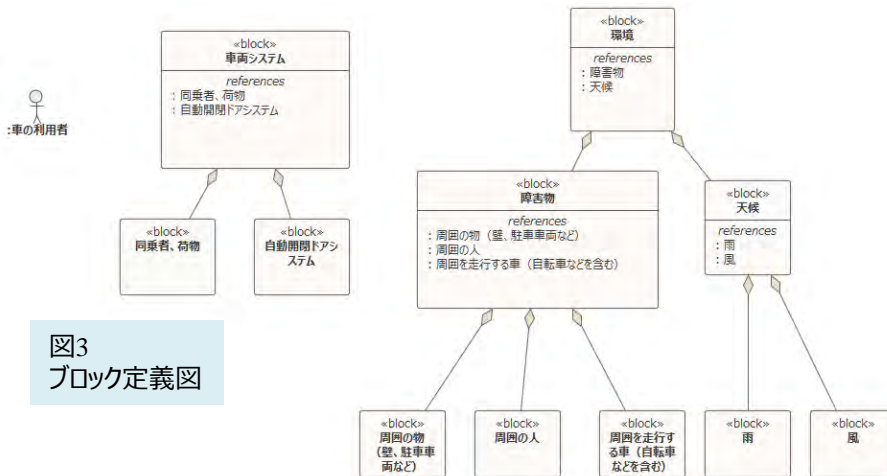 :車の利用者
«block»
車両システム
references
: 同乗者、荷物
: 自動開閉ドアシステム
«block»
同乗者、荷物
«block»
自動開閉ドアシ
ステム
«block»
環境
references
: 障害物
: 天候
«block»
障害物
references
: 周囲の物（壁、駐車車両など）
: 周囲の人
: 周囲を走行する車（自転車などを含む）
«block»
天候
references
: 雨
: 風
«block»
周囲の物
（壁、駐車車
両など）
«block»
周囲の人
«block»
周囲を走行す
る車（自転車
などを含む）
«block»
雨
«block»
風
図3
ブロック定義図